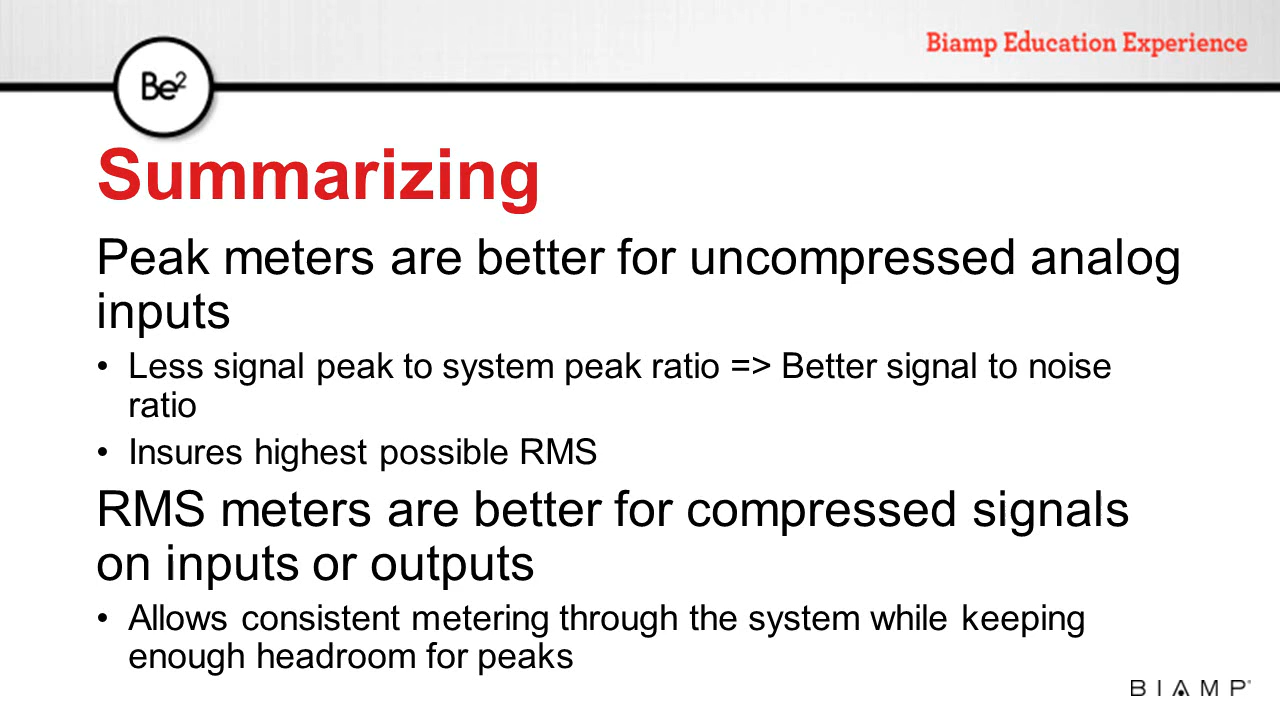 Biamp Education Experience
Be²
Summarizing
Peak meters are better for uncompressed analog
inputs
• Less signal peak to system peak ratio => Better signal to noise
ratio
• Insures highest possible RMS
RMS meters are better for compressed signals
on inputs or outputs
• Allows consistent metering through the system while keeping
enough headroom for peaks
BIAMP®